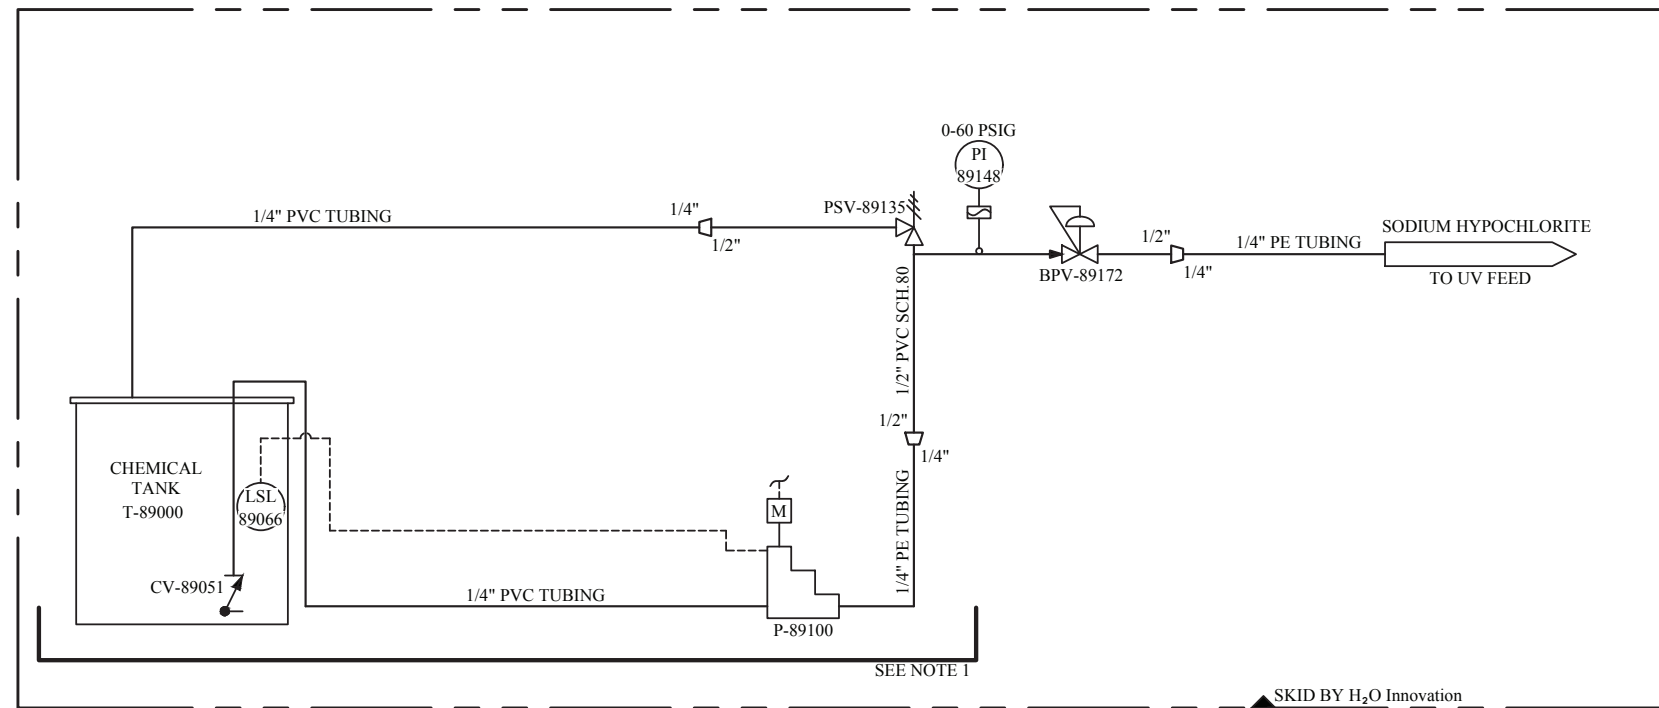 0-60 PSIG
PI
89148
PSV-89135
1/4" PVC TUBING
1/4"
1/2"
SODIUM HYPOCHLORITE
1/2"
1/4" PE TUBING
1/4"
BPV-89172
TO UV FEED
1/2" PVC SCH.80
1/2"
1/4"
CHEMICAL
TANK
T-89000
LSL
89066
M
1/4" PE TUBING
CV-89051
1/4" PVC TUBING
P-89100
SEE NOTE 1
SKID BY H₂O Innovation